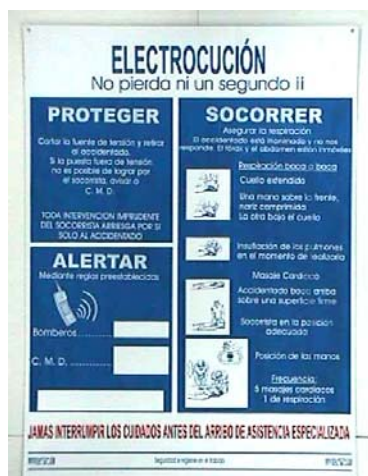 ELECTROCUCIÓN
No pierda ni un segundo ¡¡
PROTEGER
Cortar la fuente de tensión y retirar
al accidentado.
Si la puesta fuera de tensión
no es posible de lograr por
el socorrista, avisar a
C. M. D.
TODA INTERVENCION IMPRUDENTE
DEL SOCORRISTA ARRIESGA POR SI
SOLO AL ACCIDENTADO
ALERTAR
Mediante reglas preestablecidas
Bomberos
C. M. D.
SOCORRER
Asegurar la respiración
El accidentado está inanimado y no nos
responde. El tórax y el abdomen están inmóviles
Respiración boca a boca
Cuello extendido
Una mano sobre la frente,
nariz comprimida
La otra bajo el cuello
Insuflación de los pulmones
en el momento de realizarla
Masaje Cardíaco
Accidentado boca arriba
sobre una superficie firme
Socorrista en la posición
adecuada
Posición de las manos
Frecuencia:
5 masajes cardíacos
1 de respiración
JAMAS INTERRUMPIR LOS CUIDADOS ANTES DEL ARRIBO DE ASISTENCIA ESPECIALIZADA
Seguridad e higiene en el trabajo